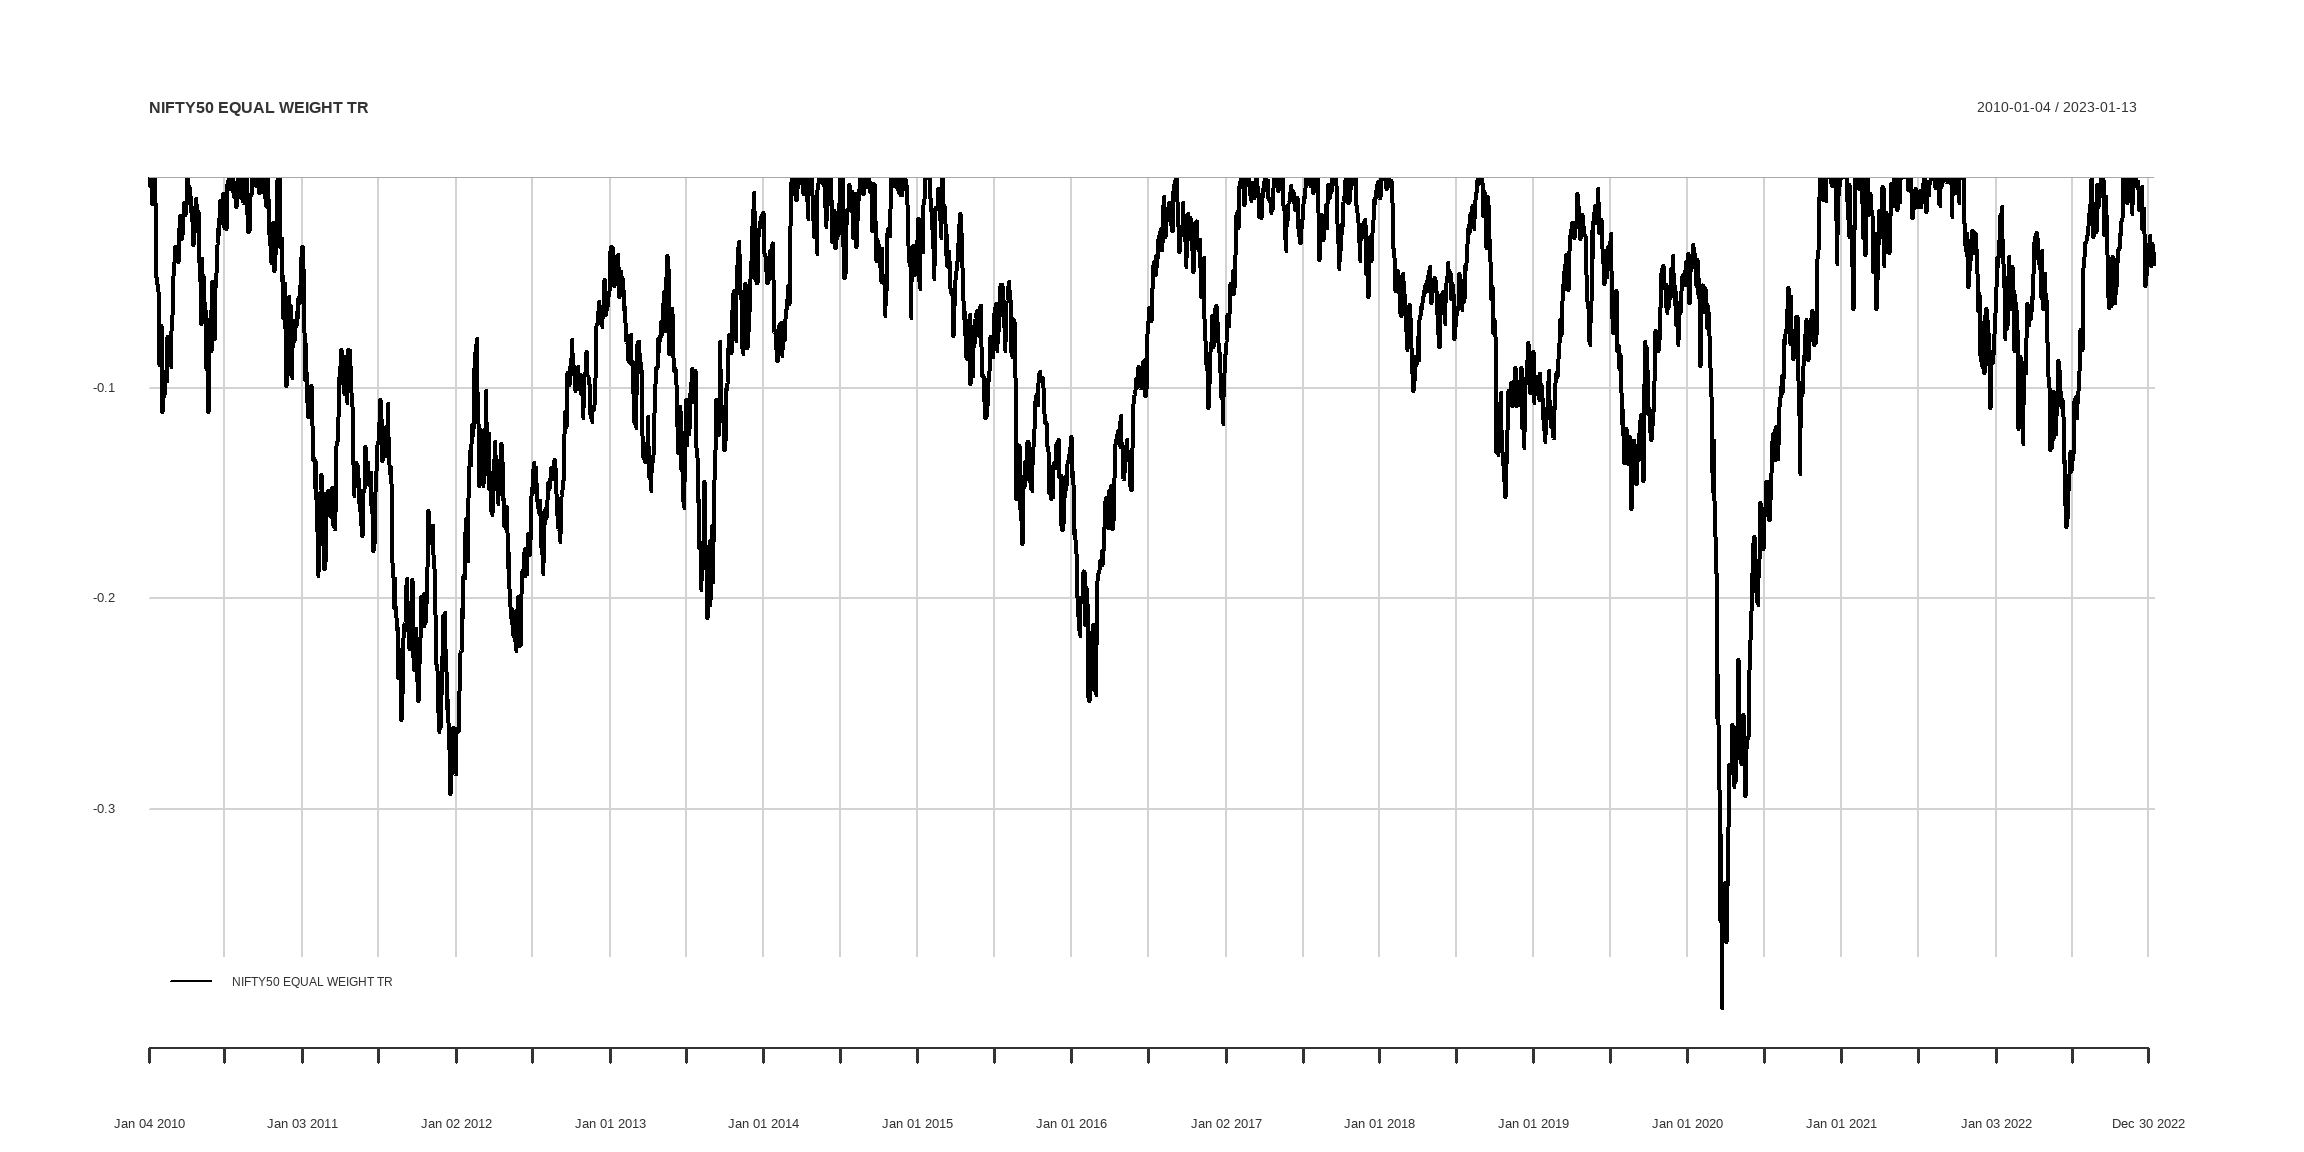 NIFTY50 EQUAL WEIGHT TR
2010-01-04 / 2023-01-13
-0.1
-0.2
-0.3
NIFTY50 EQUAL WEIGHT TR
Jan 04 2010 Jan 03 2011 Jan 02 2012 Jan 01 2013 Jan 01 2014 Jan 01 2015 Jan 01 2016 Jan 02 2017 Jan 01 2018 Jan 01 2019 Jan 01 2020 Jan 01 2021 Jan 03 2022 Dec 30 2022